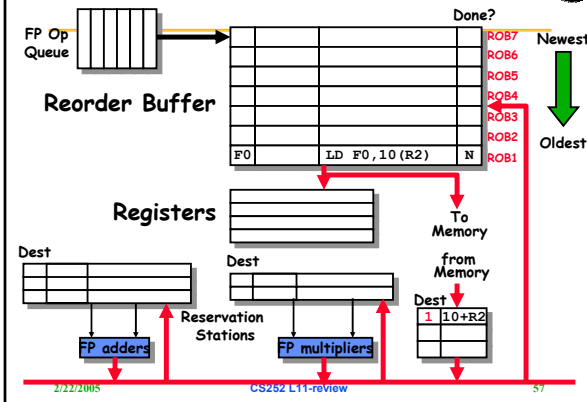 Done?
FP Op
Queue
ROB7
ROB6
ROB5
ROB4
ROB3
ROB2
ROB1
Newest
Oldest
Reorder Buffer
F0 LD F0,10(R2) N
Registers
To
Memory
from
Memory
Dest
Dest
Dest
1 10+R2
Reservation
Stations
FP adders
FP multipliers
2/22/2005 CS252 L11-review 57